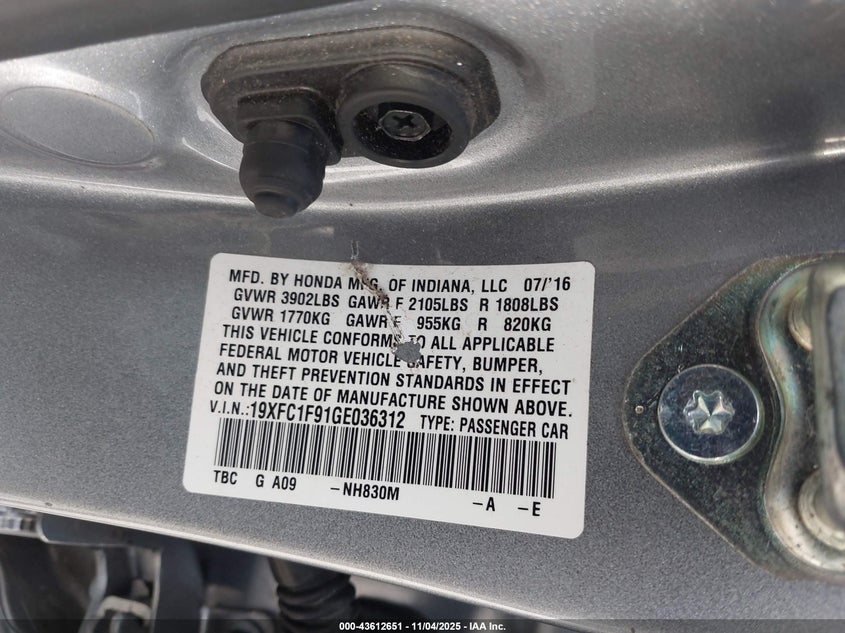 MFD. BY HONDA MFG. OF INDIANA, LLC 07/'16
GVWR 3902LBS GAWR F 2105LBS R 1808LBS
GVWR 1770KG GAWR F 955KG R 820KG
THIS VEHICLE CONFORMS TO ALL APPLICABLE
FEDERAL MOTOR VEHICLE SAFETY, BUMPER,
AND THEFT PREVENTION STANDARDS IN EFFECT
ON THE DATE OF MANUFACTURE SHOWN ABOVE.
V.I.N.:19XFC1F91GE036312 TYPE: PASSENGER CAR
TBC G A09 -NH830M -A -E
000-43612651 - 11/04/2025 - IAA Inc.